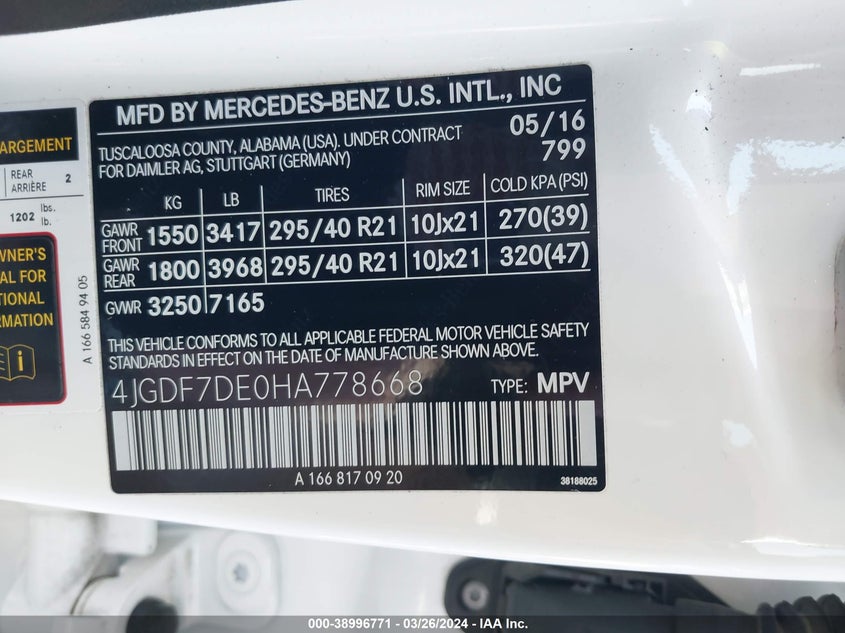 ARGEMENT
REAR
ARRIÈRE 2
1202 lbs.
lb.
WNER'S
AL FOR
TIONAL
RMATION
A 166 584 94 05
MFD BY MERCEDES-BENZ U.S. INTL., INC
TUSCALOOSA COUNTY, ALABAMA (USA). UNDER CONTRACT
FOR DAIMLER AG, STUTTGART (GERMANY)
05/16
799
KG LB TIRES RIM SIZE COLD KPA (PSI)
GAWR FRONT 1550 3417 295/40 R21 10Jx21 270(39)
GAWR REAR 1800 3968 295/40 R21 10Jx21 320(47)
GVWR 3250 7165
THIS VEHICLE CONFORMS TO ALL APPLICABLE FEDERAL MOTOR VEHICLE SAFETY
STANDARDS IN EFFECT ON THE DATE OF MANUFACTURE SHOWN ABOVE.
4JGDF7DE0HA778668 TYPE: MPV
A 166 817 09 20
38188025
000-38996771 - 03/26/2024 - IAA Inc.